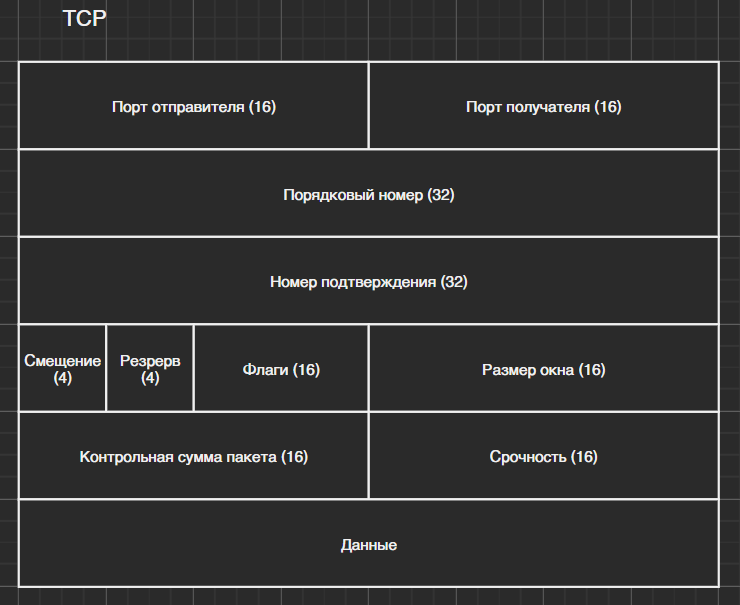 TCP
Порт отправителя (16)
Порт получателя (16)
Порядковый номер (32)
Номер подтверждения (32)
Смещение
(4)
Резрерв
(4)
Флаги (16)
Размер окна (16)
Контрольная сумма пакета (16)
Срочность (16)
Данные